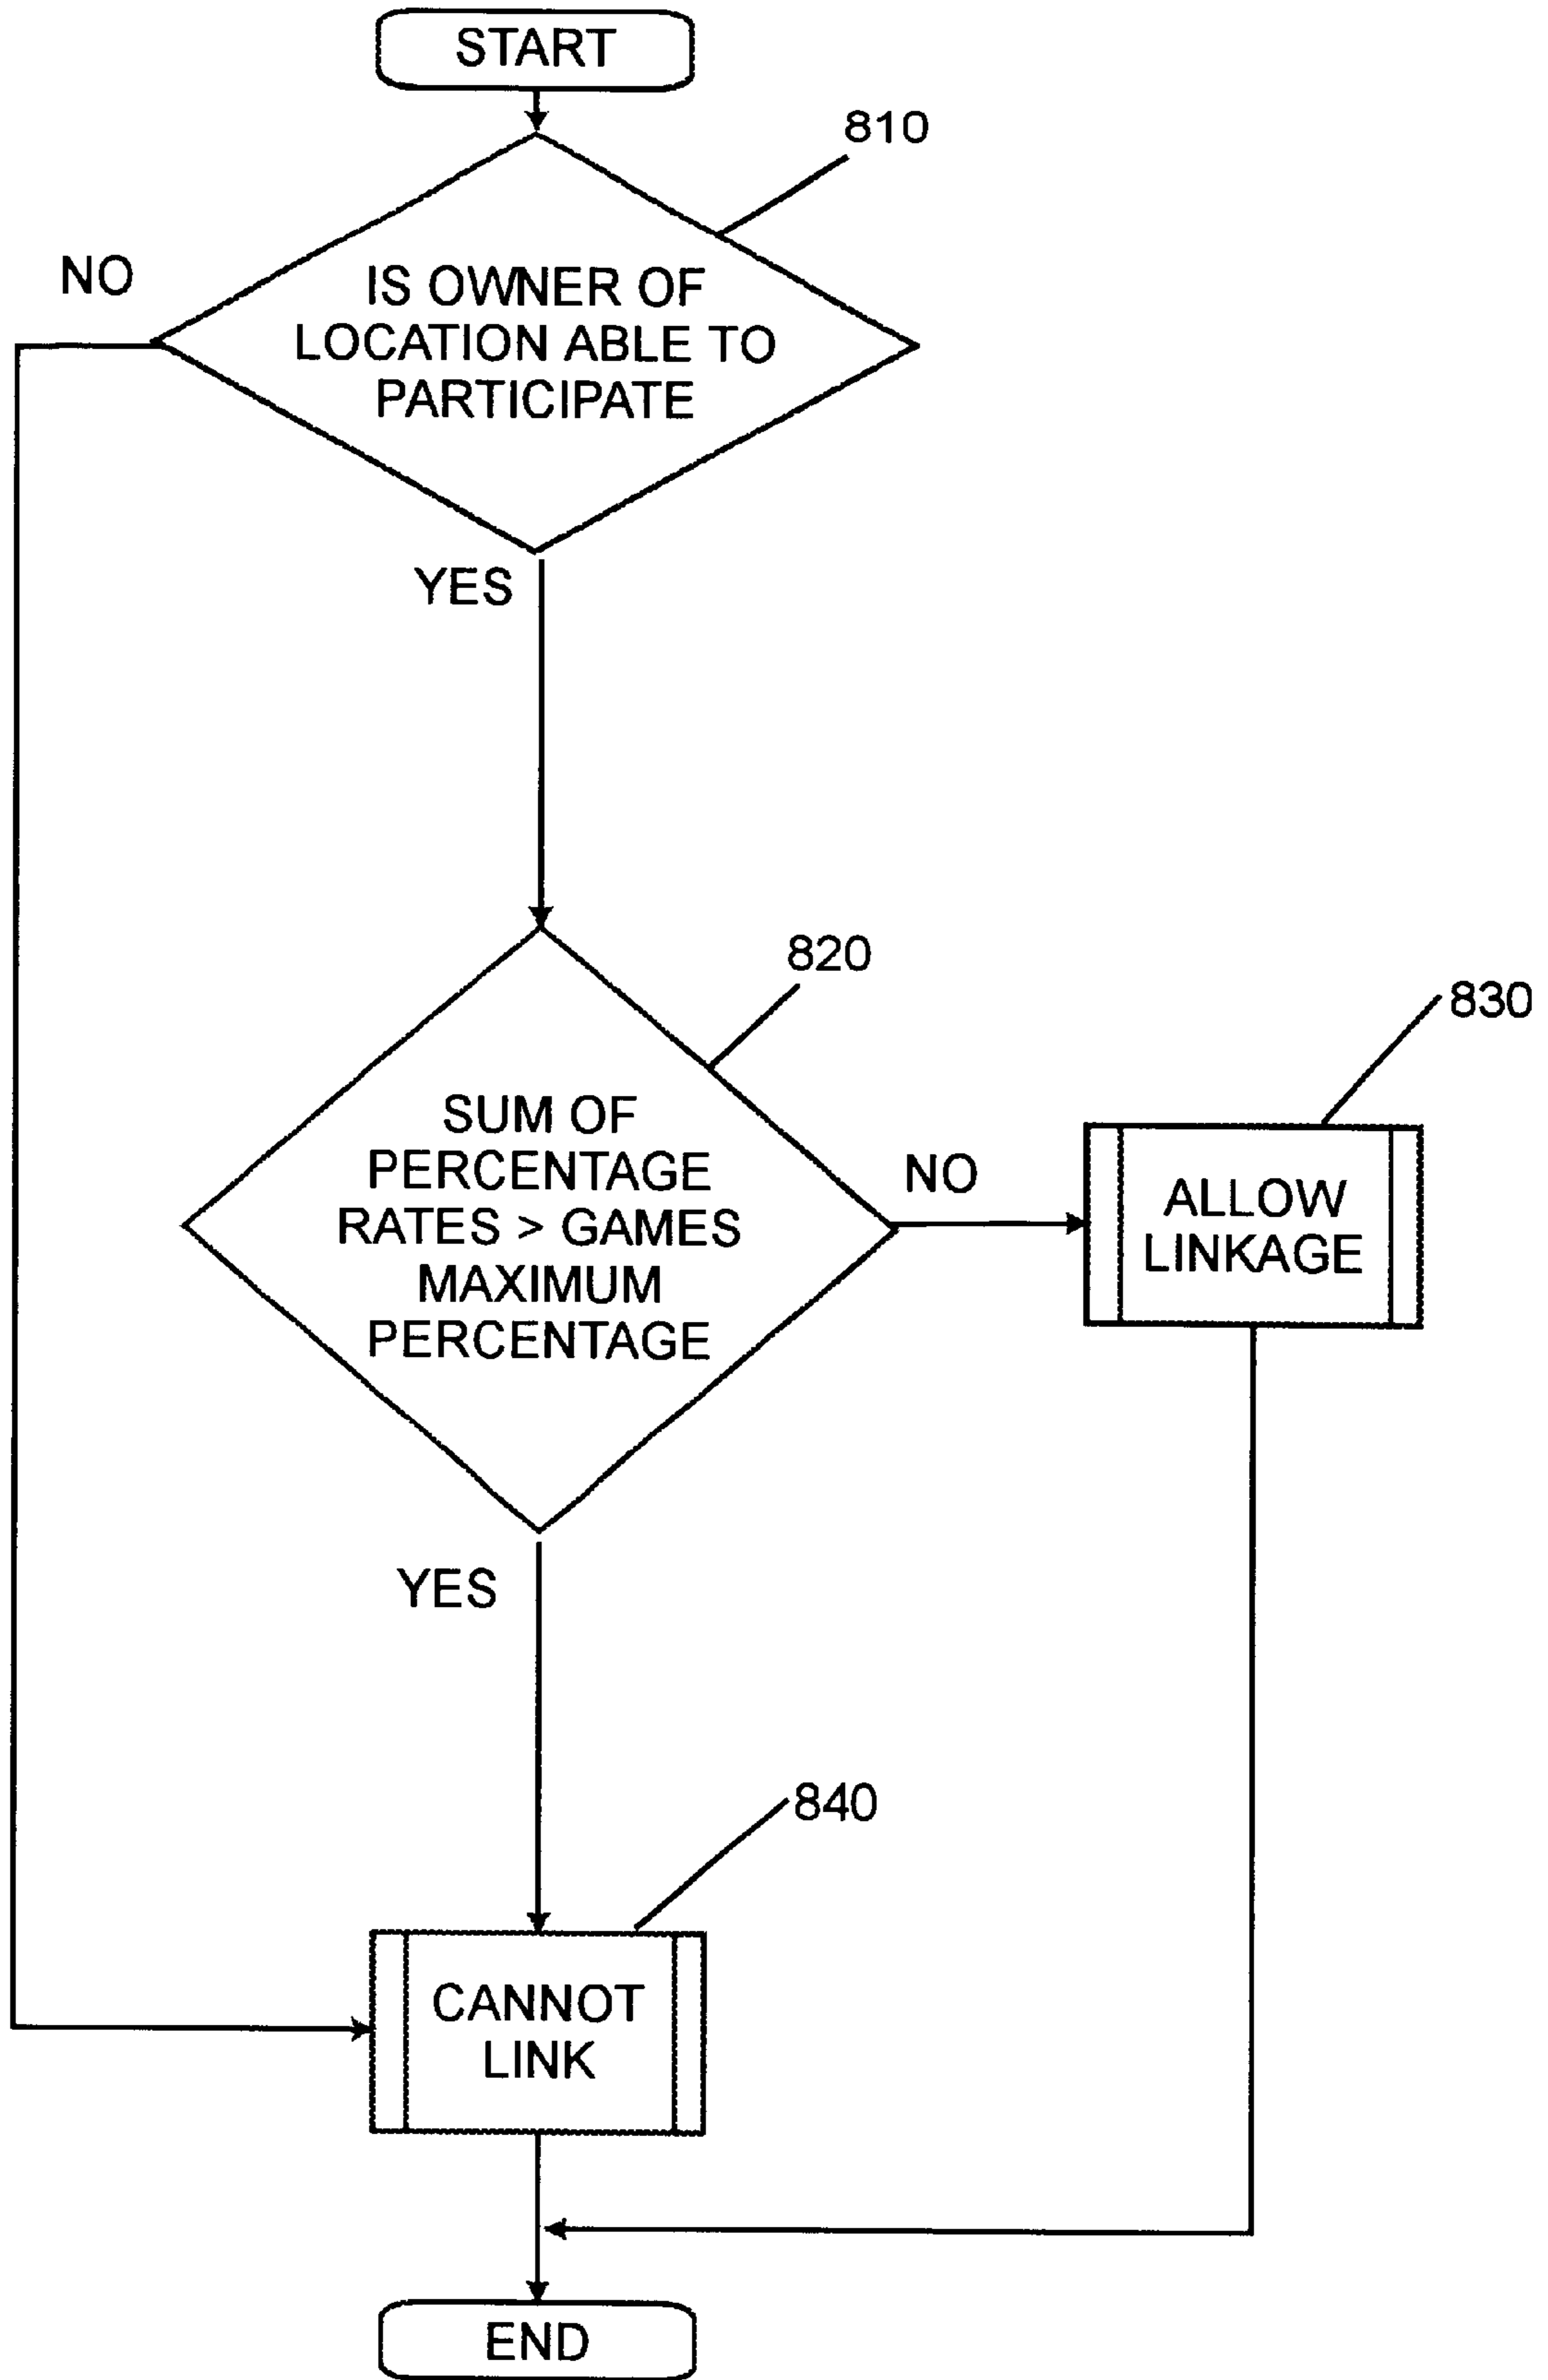 START
810
NO
IS OWNER OF
LOCATION ABLE TO
PARTICIPATE
YES
820
830
SUM OF
PERCENTAGE
RATES > GAMES
MAXIMUM
PERCENTAGE
NO
ALLOW
LINKAGE
YES
840
CANNOT
LINK
END